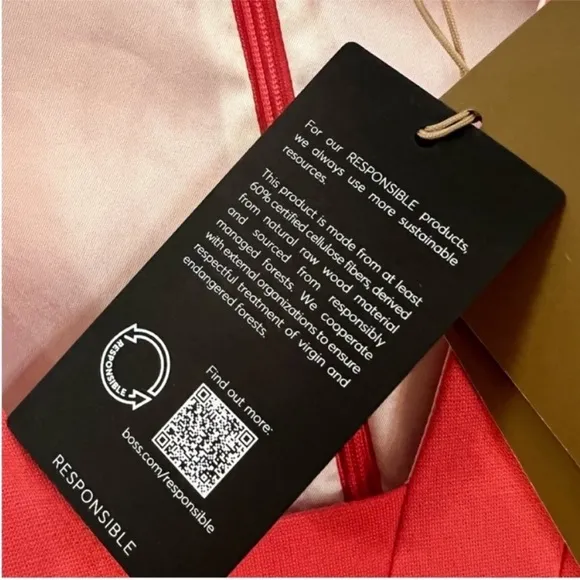 For our RESPONSIBLE products,
we always use more sustainable
resources.
This product is made from at least
60% certified cellulose fibers, derived
from natural raw wood material
and sourced from responsibly
managed forests. We cooperate
with external organizations to ensure
respectful treatment of virgin and
endangered forests.
RESPONSIBLE
Find out more:
boss.com/responsible
RESPONSIBLE